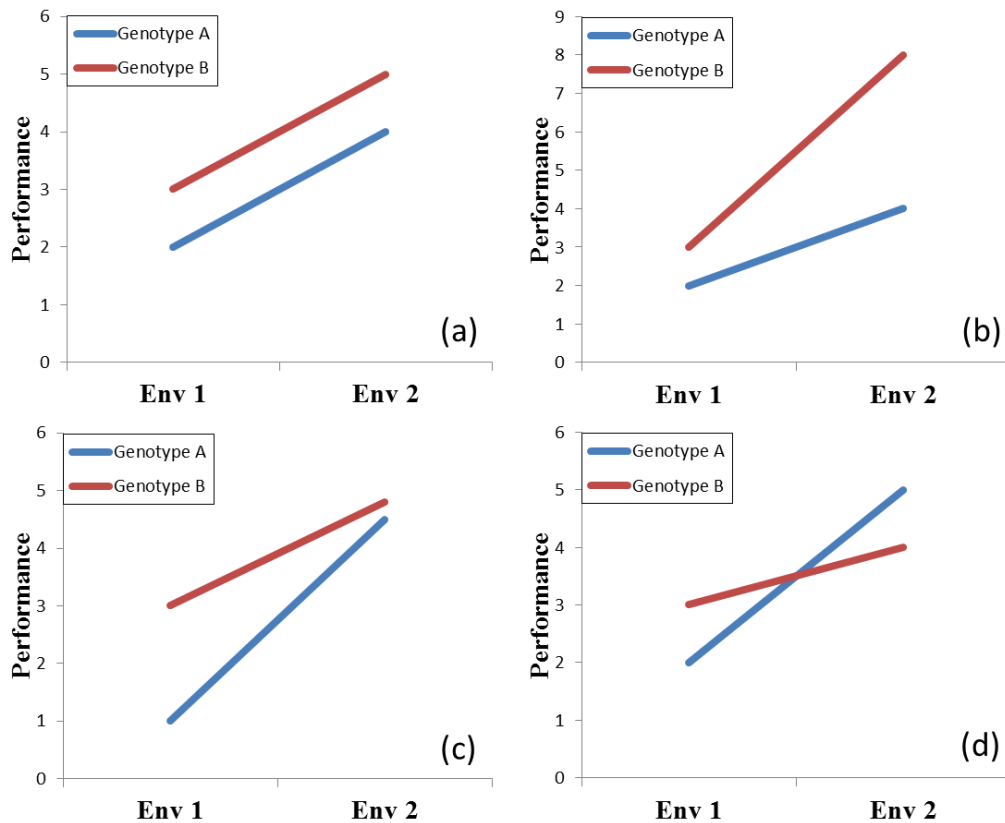 6
5
4
3
2
1
0
Performance
Genotype A
Genotype B
(a)
Env 1 Env 2
9
8
7
6
5
4
3
2
1
0
Performance
Genotype A
Genotype B
(b)
Env 1 Env 2
6
5
4
3
2
1
0
Performance
Genotype A
Genotype B
(c)
Env 1 Env 2
6
5
4
3
2
1
0
Performance
Genotype A
Genotype B
(d)
Env 1 Env 2